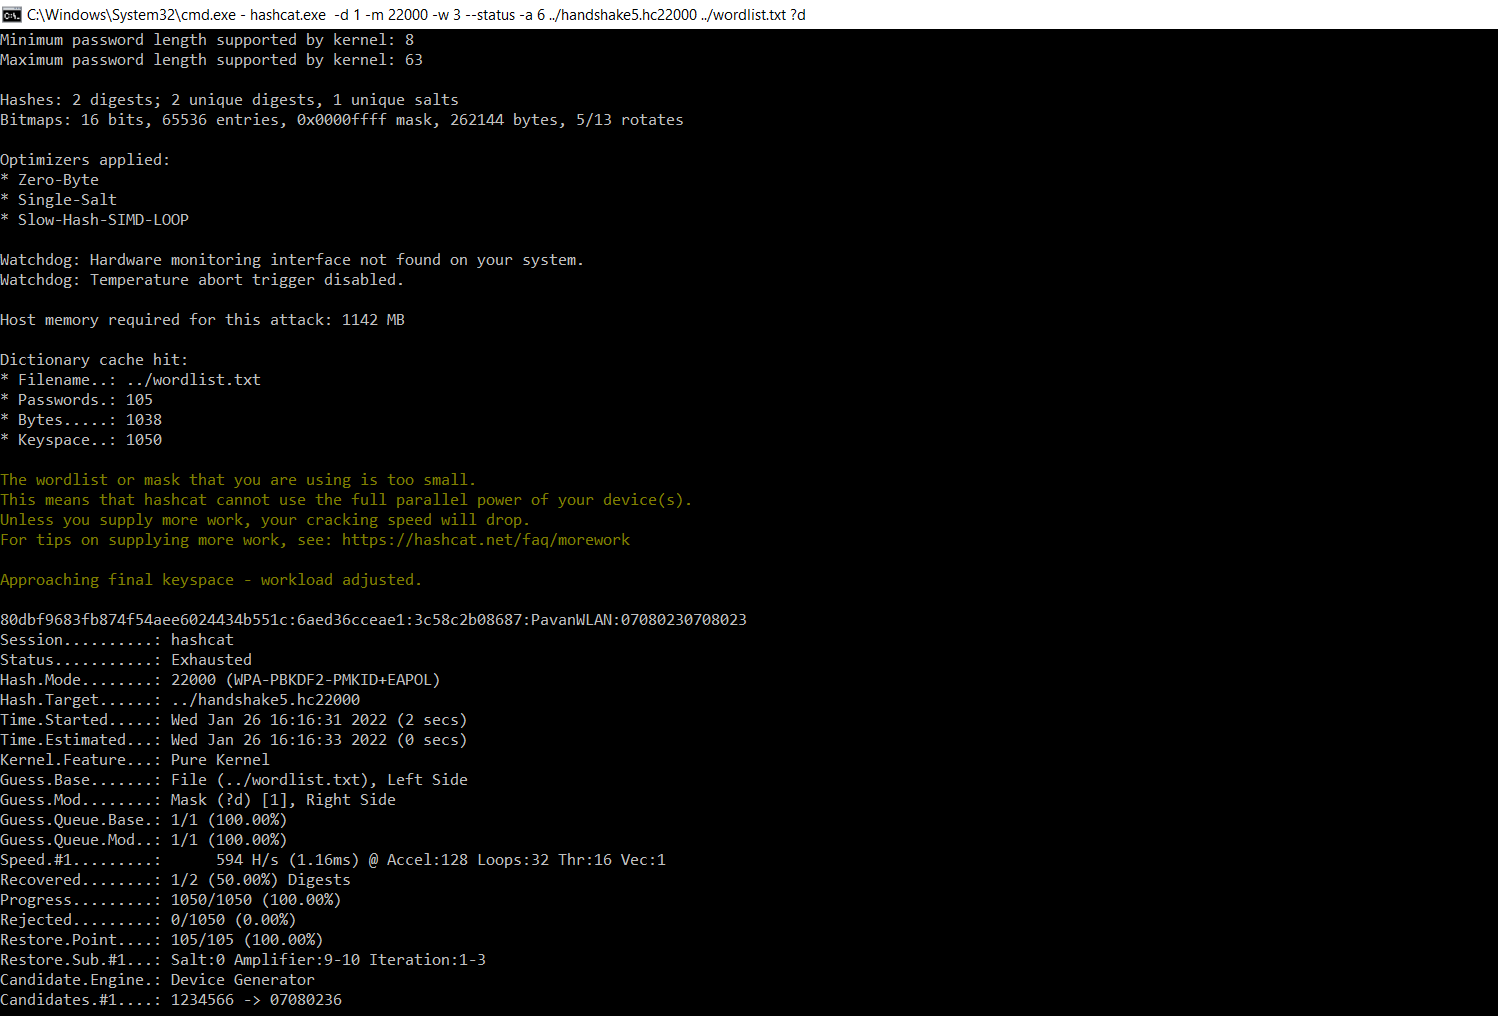 C:\Windows\System32\cmd.exe - hashcat.exe  -d 1 -m 22000 -w 3 --status -a 6 ../handshake5.hc22000 ../wordlist.txt ?d
Minimum password length supported by kernel: 8
Maximum password length supported by kernel: 63
Hashes: 2 digests; 2 unique digests, 1 unique salts
Bitmaps: 16 bits, 65536 entries, 0x0000ffff mask, 262144 bytes, 5/13 rotates
Optimizers applied:
* Zero-Byte
* Single-Salt
* Slow-Hash-SIMD-LOOP
Watchdog: Hardware monitoring interface not found on your system.
Watchdog: Temperature abort trigger disabled.
Host memory required for this attack: 1142 MB
Dictionary cache hit:
* Filename..: ../wordlist.txt
* Passwords.: 105
* Bytes.....: 1038
* Keyspace..: 1050
The wordlist or mask that you are using is too small.
This means that hashcat cannot use the full parallel power of your device(s).
Unless you supply more work, your cracking speed will drop.
For tips on supplying more work, see: https://hashcat.net/faq/morework
Approaching final keyspace - workload adjusted.
80dbf9683fb874f54aee6024434b551c:6aed36cceae1:3c58c2b08687:PavanWLAN:07080230708023
Session..........: hashcat
Status...........: Exhausted
Hash.Mode........: 22000 (WPA-PBKDF2-PMKID+EAPOL)
Hash.Target......: ../handshake5.hc22000
Time.Started.....: Wed Jan 26 16:16:31 2022 (2 secs)
Time.Estimated...: Wed Jan 26 16:16:33 2022 (0 secs)
Kernel.Feature...: Pure Kernel
Guess.Base.......: File (../wordlist.txt), Left Side
Guess.Mod........: Mask (?d) [1], Right Side
Guess.Queue.Base.: 1/1 (100.00%)
Guess.Queue.Mod..: 1/1 (100.00%)
Speed.#1.........:      594 H/s (1.16ms) @ Accel:128 Loops:32 Thr:16 Vec:1
Recovered........: 1/2 (50.00%) Digests
Progress.........: 1050/1050 (100.00%)
Rejected.........: 0/1050 (0.00%)
Restore.Point....: 105/105 (100.00%)
Restore.Sub.#1...: Salt:0 Amplifier:9-10 Iteration:1-3
Candidate.Engine.: Device Generator
Candidates.#1....: 1234566 -> 07080236